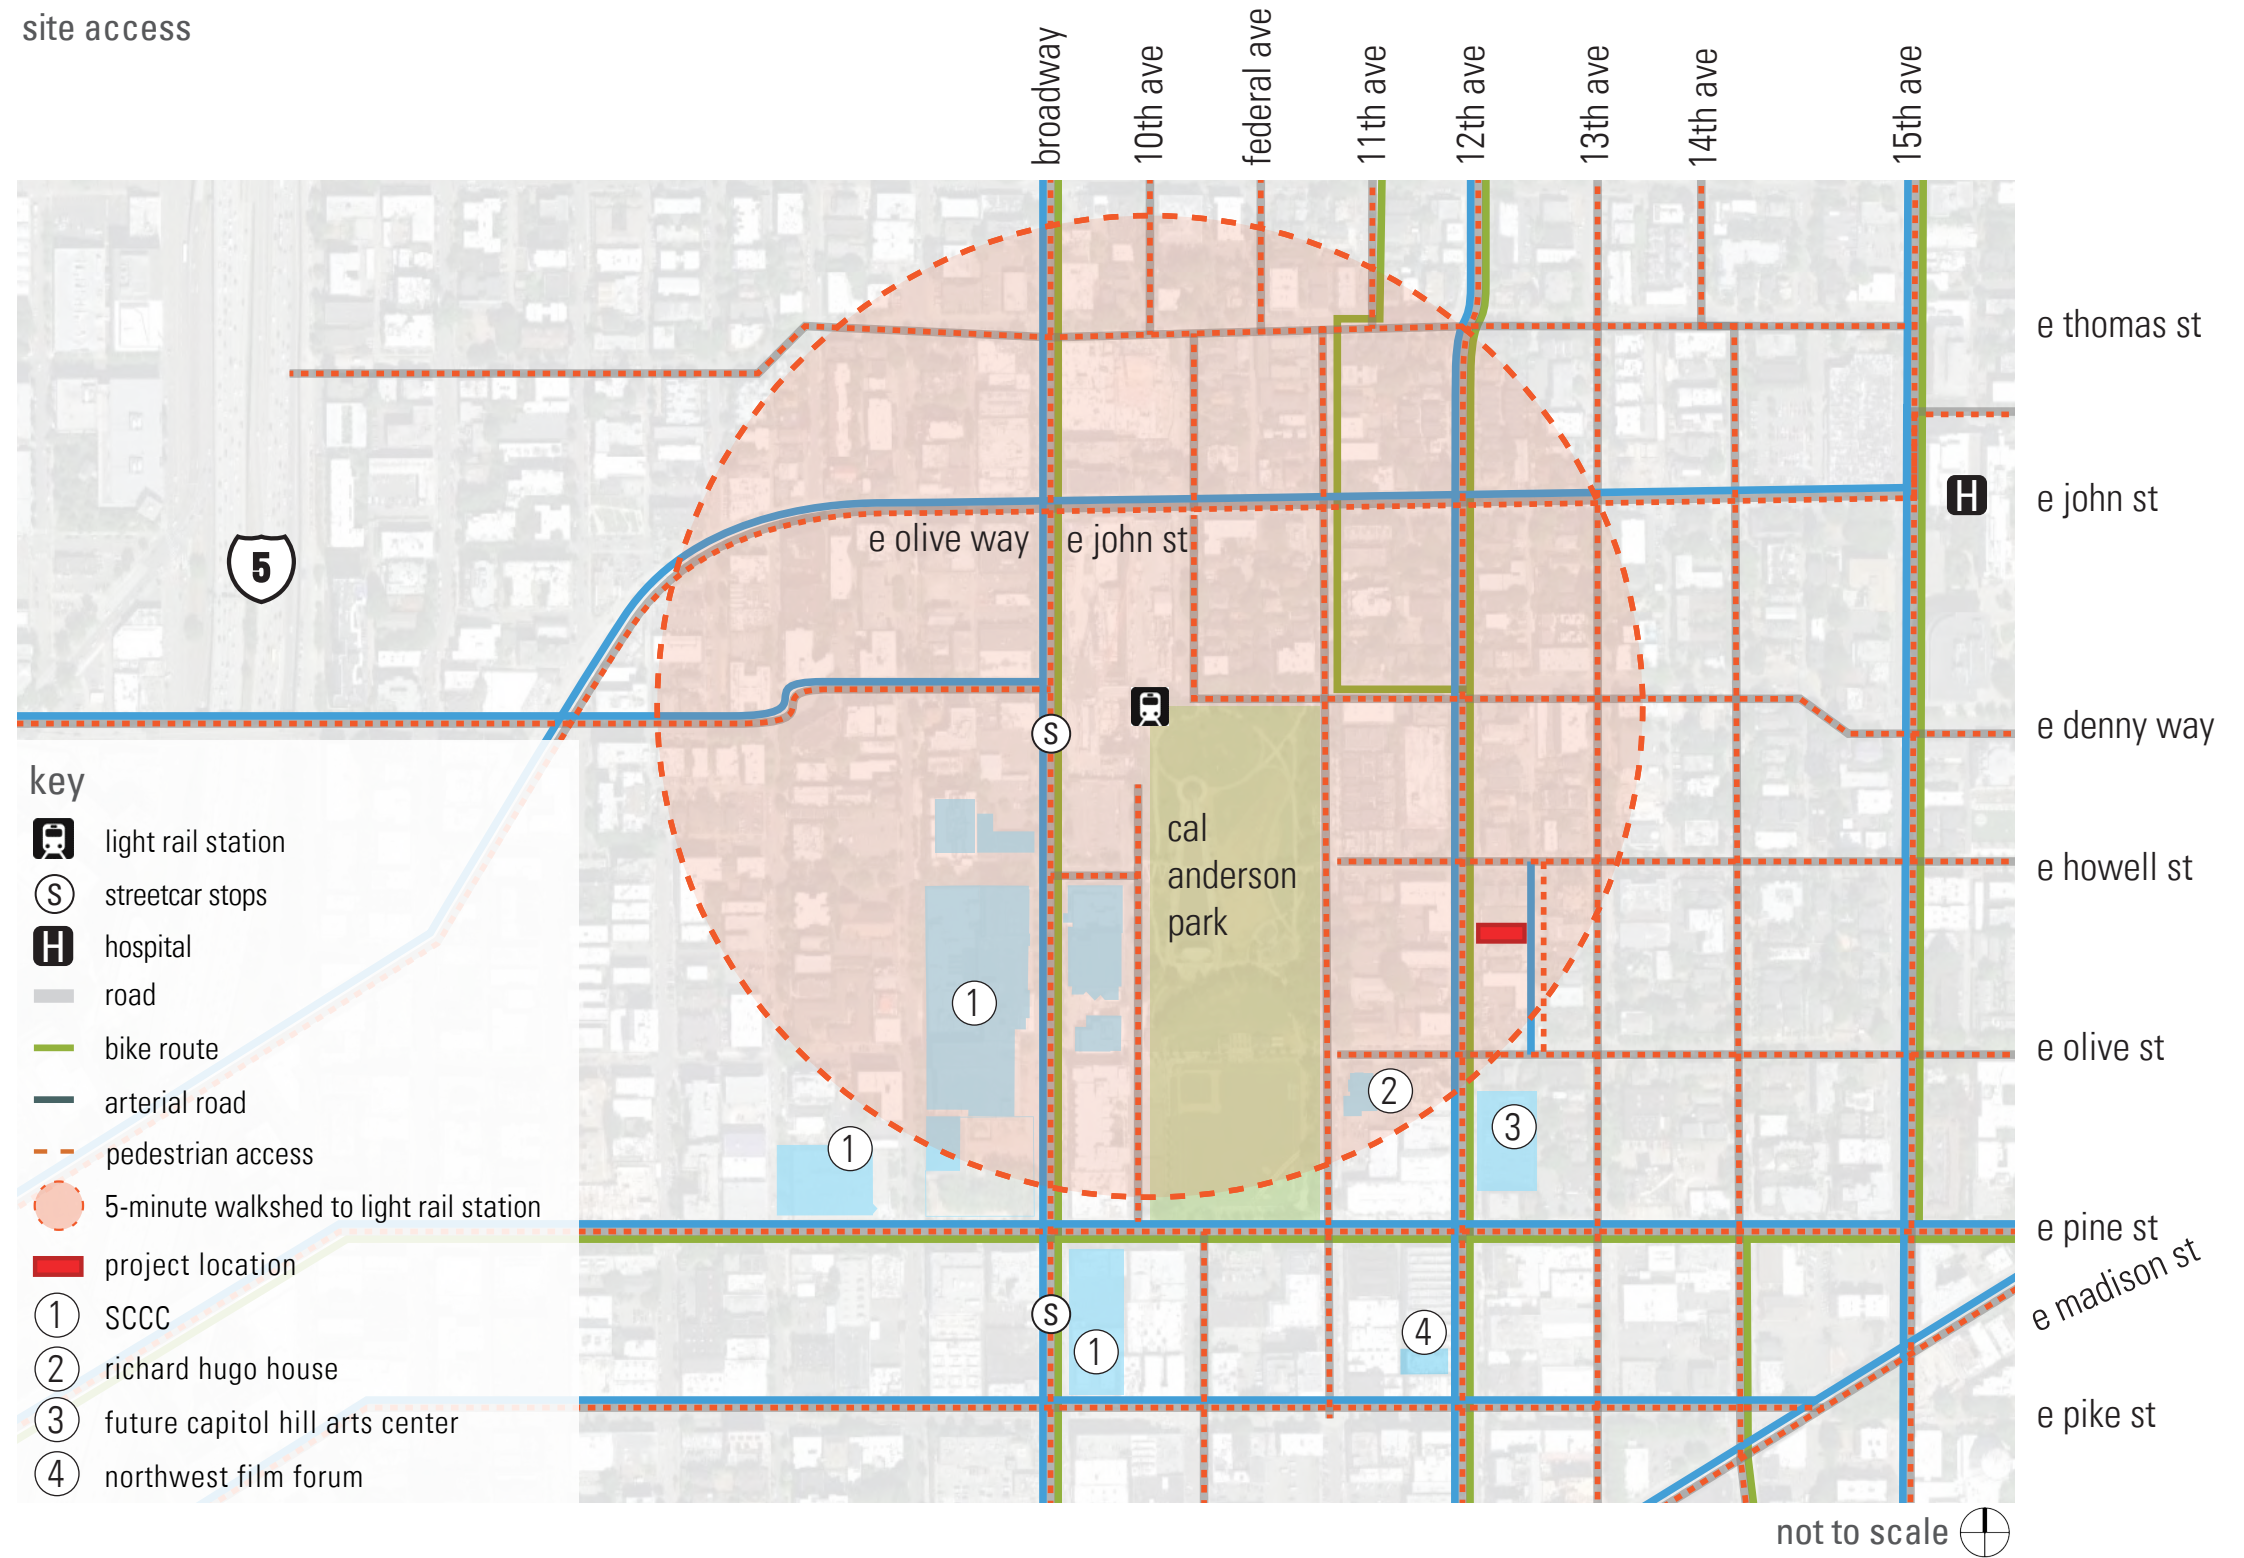 site access
broadway
10th ave
federal ave
11th ave
12th ave
13th ave
14th ave
15th ave
e thomas st
e john st
H
e olive way
e john st
5
S
e denny way
key
light rail station
S
streetcar stops
H
hospital
road
bike route
arterial road
pedestrian access
5-minute walkshed to light rail station
project location
1
SCCC
2
richard hugo house
3
future capitol hill arts center
4
northwest film forum
cal
anderson
park
e howell st
1
e olive st
2
3
1
e pine st
e madison st
S
1
4
e pike st
not to scale